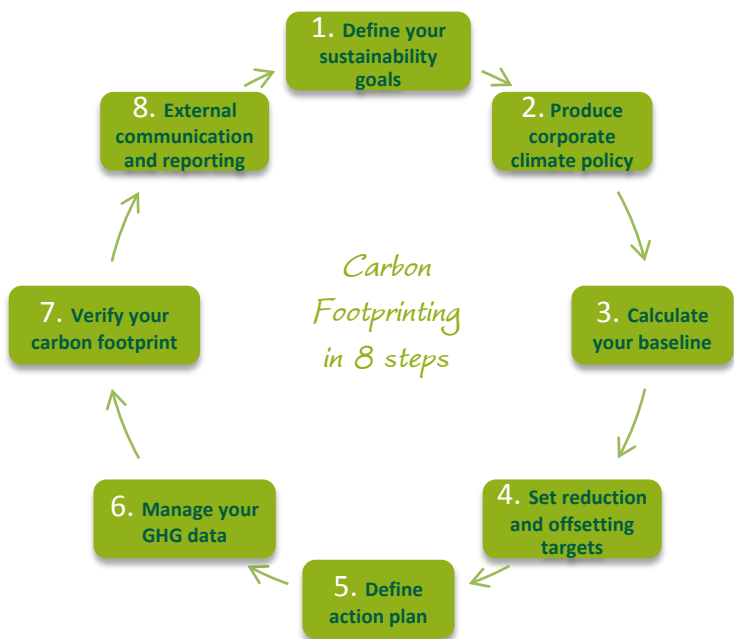 1. Define your
sustainability
goals
2. Produce
corporate
climate policy
3. Calculate
your baseline
4. Set reduction
and offsetting
targets
5. Define
action plan
6. Manage your
GHG data
7. Verify your
carbon footprint
8. External
communication
and reporting
Carbon
Footprinting
in 8 steps